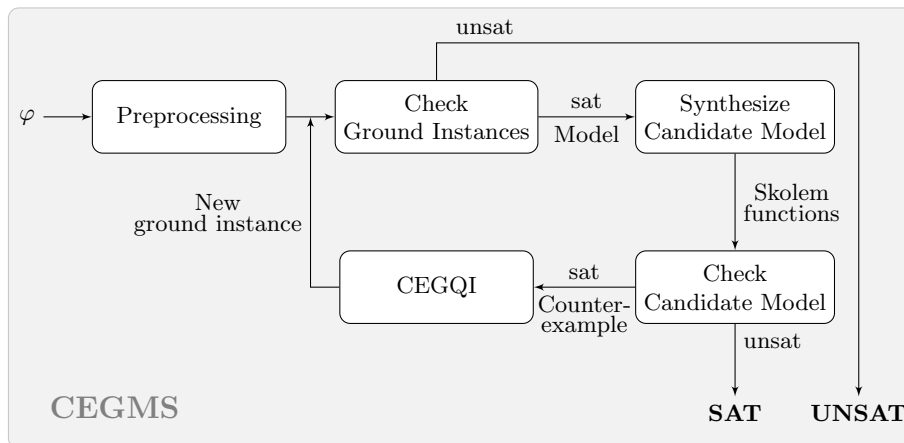 unsat
φ
Preprocessing
Check
Ground Instances
sat
Model
Synthesize
Candidate Model
New
ground instance
Skolem
functions
CEGQI
sat
Counter-
example
Check
Candidate Model
unsat
CEGMS
SAT
UNSAT